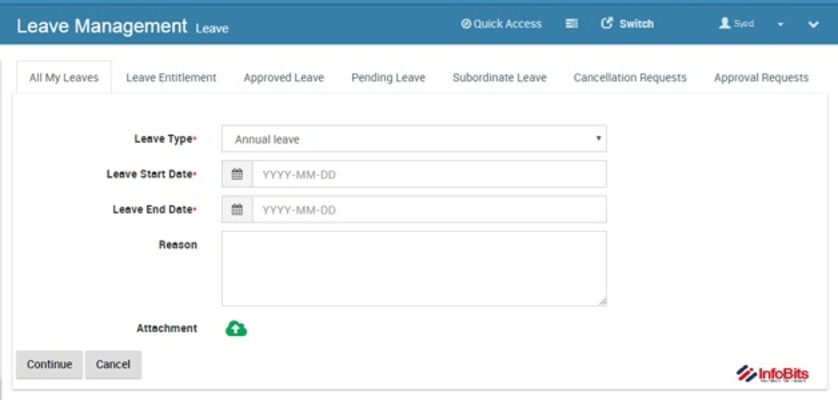 Leave Management Leave
Quick Access Switch Syed
All My Leaves Leave Entitlement Approved Leave Pending Leave Subordinate Leave Cancellation Requests Approval Requests
Leave Type* Annual leave
Leave Start Date* YYYY-MM-DD
Leave End Date* YYYY-MM-DD
Reason
Attachment
Continue Cancel
InfoBits